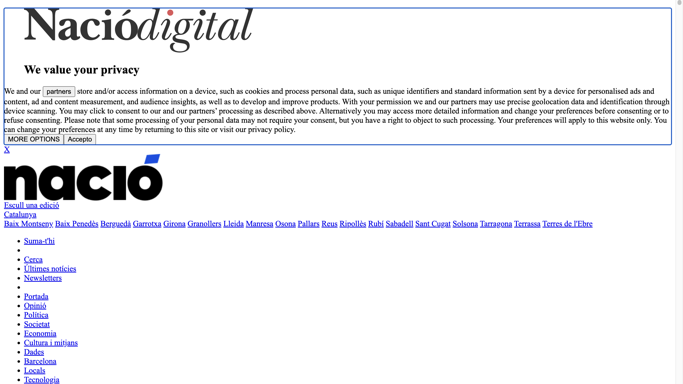 Naciódigital
We value your privacy
We and our partners store and/or access information on a device, such as cookies and process personal data, such as unique identifiers and standard information sent by a device for personalised ads and
content, ad and content measurement, and audience insights, as well as to develop and improve products. With your permission we and our partners may use precise geolocation data and identification through
device scanning. You may click to consent to our and our partners' processing as described above. Alternatively you may access more detailed information and change your preferences before consenting or to
refuse consenting. Please note that some processing of your personal data may not require your consent, but you have a right to object to such processing. Your preferences will apply to this website only. You
can change your preferences at any time by returning to this site or visit our privacy policy.
MORE OPTIONS Accepto
X
nació
Escull una edició
Catalunya
Baix Montseny Baix Penedès Berguedà Garrotxa Girona Granollers Lleida Manresa Osona Pallars Reus Ripollès Rubí Sabadell Sant Cugat Solsona Tarragona Terrassa Terres de l'Ebre
Suma-t'hi
Cerca
Últimes notícies
Newsletters
Portada
Opinió
Política
Societat
Economia
Cultura i mitjans
Dades
Barcelona
Locals
Tecnologia